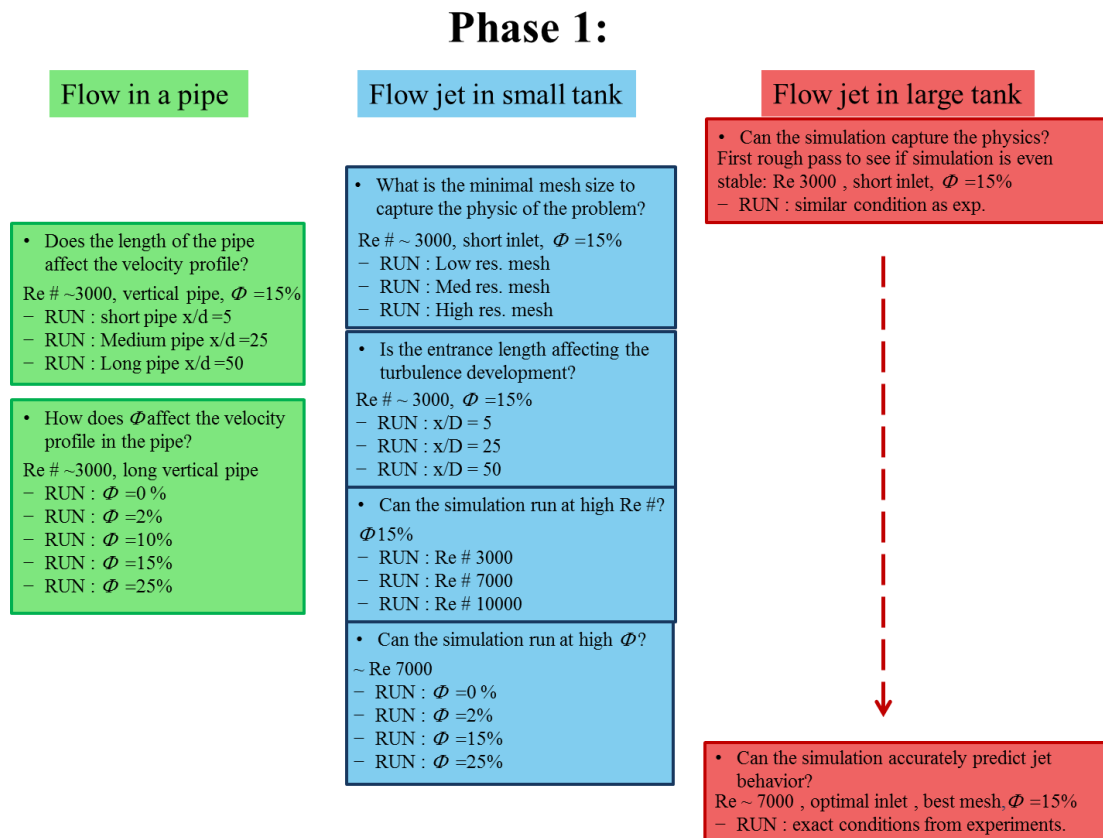 Phase 1:
Flow in a pipe
• Does the length of the pipe
affect the velocity profile?
Re # ~3000, vertical pipe, Φ =15%
− RUN : short pipe x/d =5
− RUN : Medium pipe x/d =25
− RUN : Long pipe x/d =50
• How does Φ affect the velocity
profile in the pipe?
Re # ~3000, long vertical pipe
− RUN : Φ =0 %
− RUN : Φ =2%
− RUN : Φ =10%
− RUN : Φ =15%
− RUN : Φ =25%
Flow jet in small tank
• What is the minimal mesh size to
capture the physic of the problem?
Re # ~ 3000, short inlet, Φ =15%
− RUN : Low res. mesh
− RUN : Med res. mesh
− RUN : High res. mesh
• Is the entrance length affecting the
turbulence development?
Re # ~ 3000, Φ =15%
− RUN : x/D = 5
− RUN : x/D = 25
− RUN : x/D = 50
• Can the simulation run at high Re #?
Φ 15%
− RUN : Re # 3000
− RUN : Re # 7000
− RUN : Re # 10000
• Can the simulation run at high Φ?
~ Re 7000
− RUN : Φ =0 %
− RUN : Φ =2%
− RUN : Φ =15%
− RUN : Φ =25%
Flow jet in large tank
• Can the simulation capture the physics?
First rough pass to see if simulation is even
stable: Re 3000 , short inlet, Φ =15%
− RUN : similar condition as exp.
• Can the simulation accurately predict jet
behavior?
Re ~ 7000 , optimal inlet , best mesh, Φ =15%
− RUN : exact conditions from experiments.